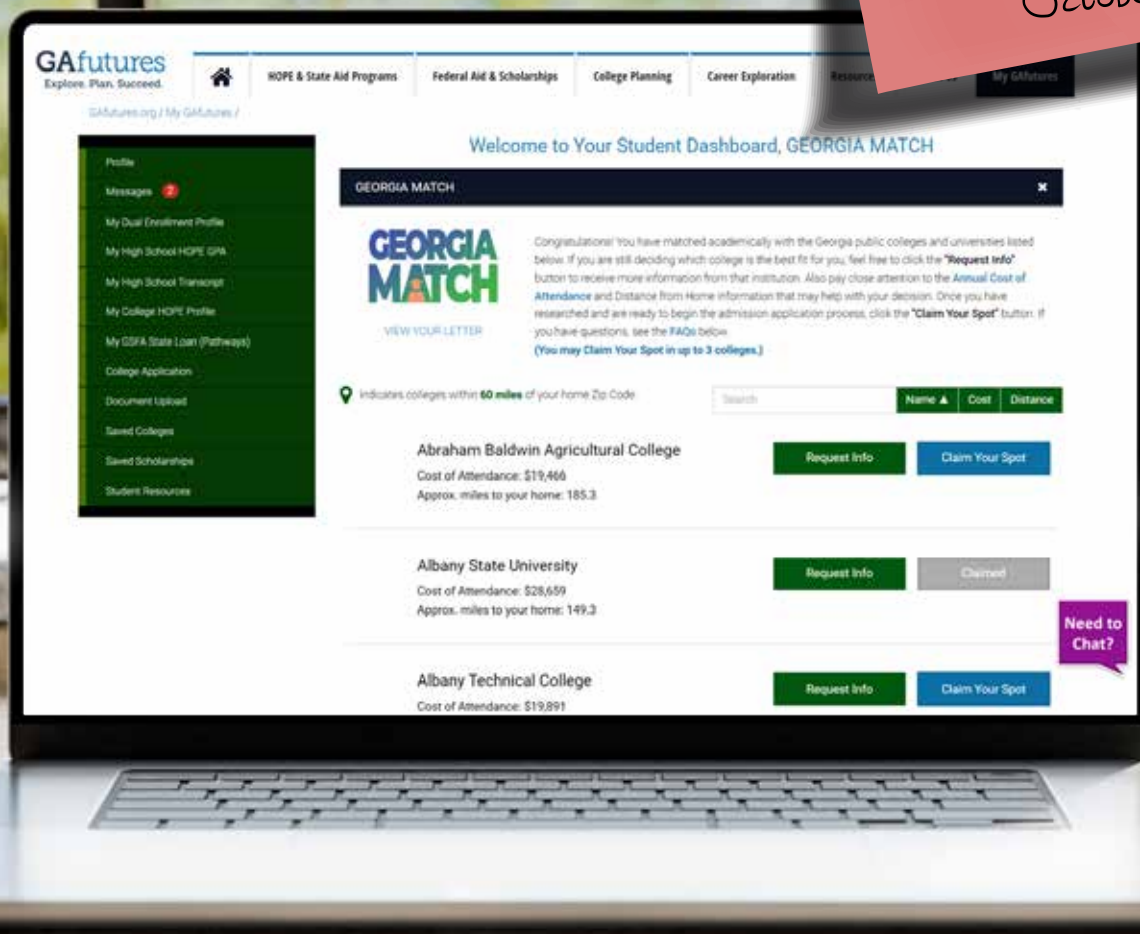 GAfutures
Explore. Plan. Succeed.
HOPE & State Aid Programs
Federal Aid & Scholarships
College Planning
Career Exploration
My GAfutures
GAfutures.org / My GAfutures /
Profile
Messages 2
My Dual Enrollment Profile
My High School HOPE GPA
My High School Transcript
My College HOPE Profile
My GSFA State Loan (Pathways)
College Application
Document Upload
Saved Colleges
Saved Scholarships
Student Resources
Welcome to Your Student Dashboard, GEORGIA MATCH
GEORGIA MATCH
GEORGIA
MATCH
VIEW YOUR LETTER
Congratulations! You have matched academically with the Georgia public colleges and universities listed
below. If you are still deciding which college is the best fit for you, feel free to click the "Request Info"
button to receive more information from that institution. Also pay close attention to the Annual Cost of
Attendance and Distance from Home information that may help with your decision. Once you have
researched and are ready to begin the admission application process, click the "Claim Your Spot" button. If
you have questions, see the FAQs below.
(You may Claim Your Spot in up to 3 colleges.)
Indicates colleges within 60 miles of your home Zip Code
Search
Name ▲ Cost Distance
Abraham Baldwin Agricultural College
Cost of Attendance: $19,466
Approx. miles to your home: 185.3
Request Info
Claim Your Spot
Albany State University
Cost of Attendance: $28,659
Approx. miles to your home: 149.3
Request Info
Claimed
Albany Technical College
Cost of Attendance: $19,891
Request Info
Claim Your Spot
Need to
Chat?